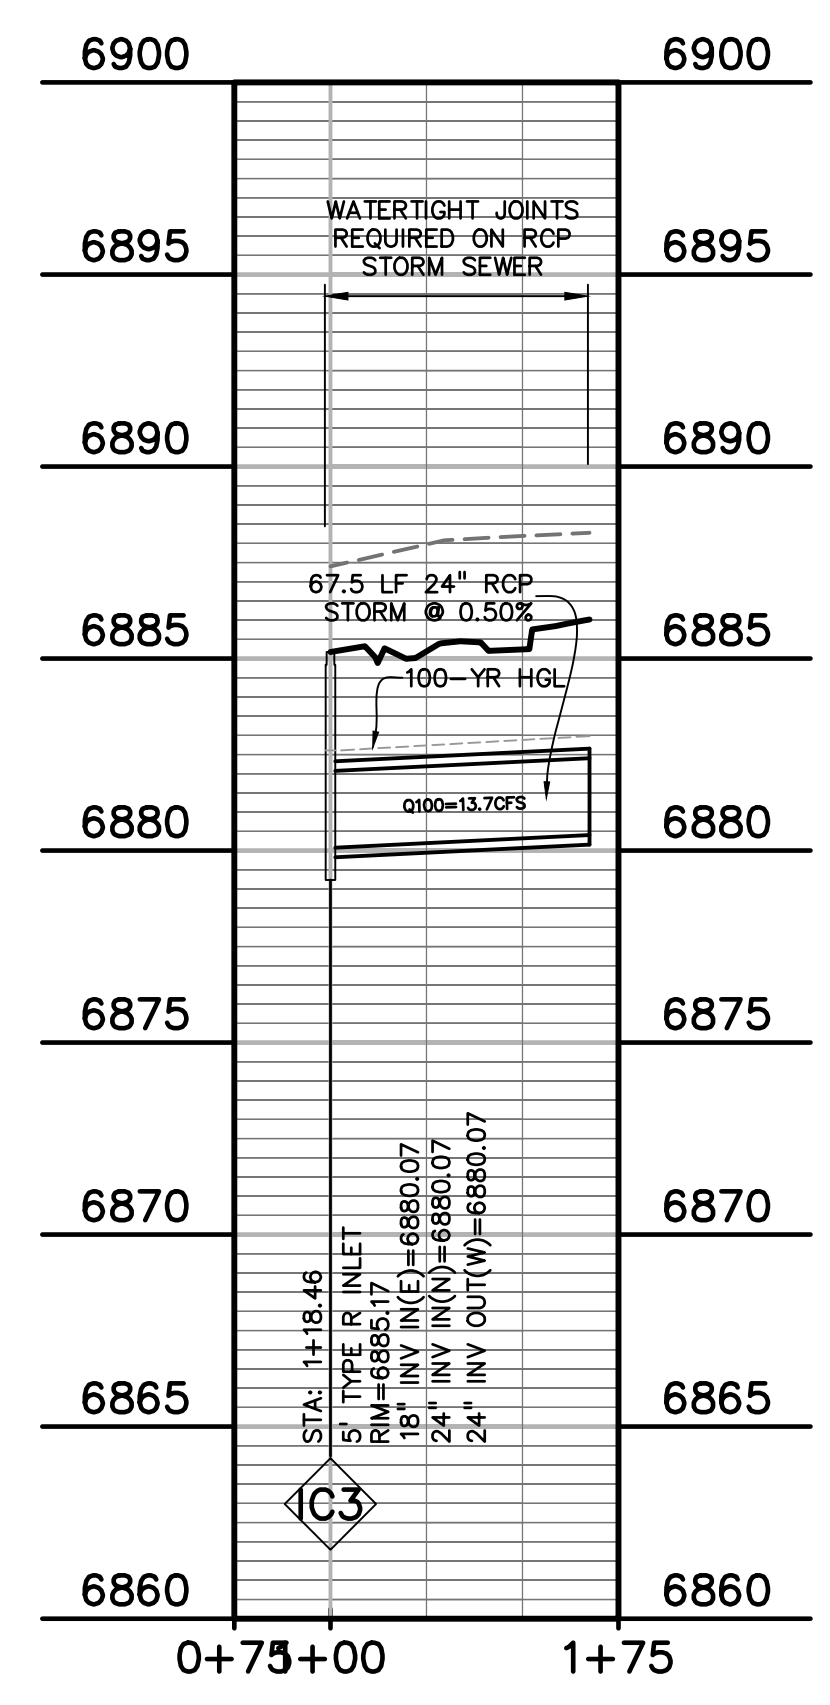 6900 6900
WATERTIGHT JOINTS
REQUIRED ON RCP
STORM SEWER
6895 6895
6890 6890
67.5 LF 24" RCP
STORM @ 0.50%
6885 6885
100-YR HGL
Q100=13.7CFS
6880 6880
6875 6875
6870 6870
STA: 1+18.46
5' TYPE R INLET
RIM=6885.17
18" INV IN(E)=6880.07
24" INV IN(N)=6880.07
24" INV OUT(W)=6880.07
6865 6865
IC3
6860 6860
0+75 1+00 1+75